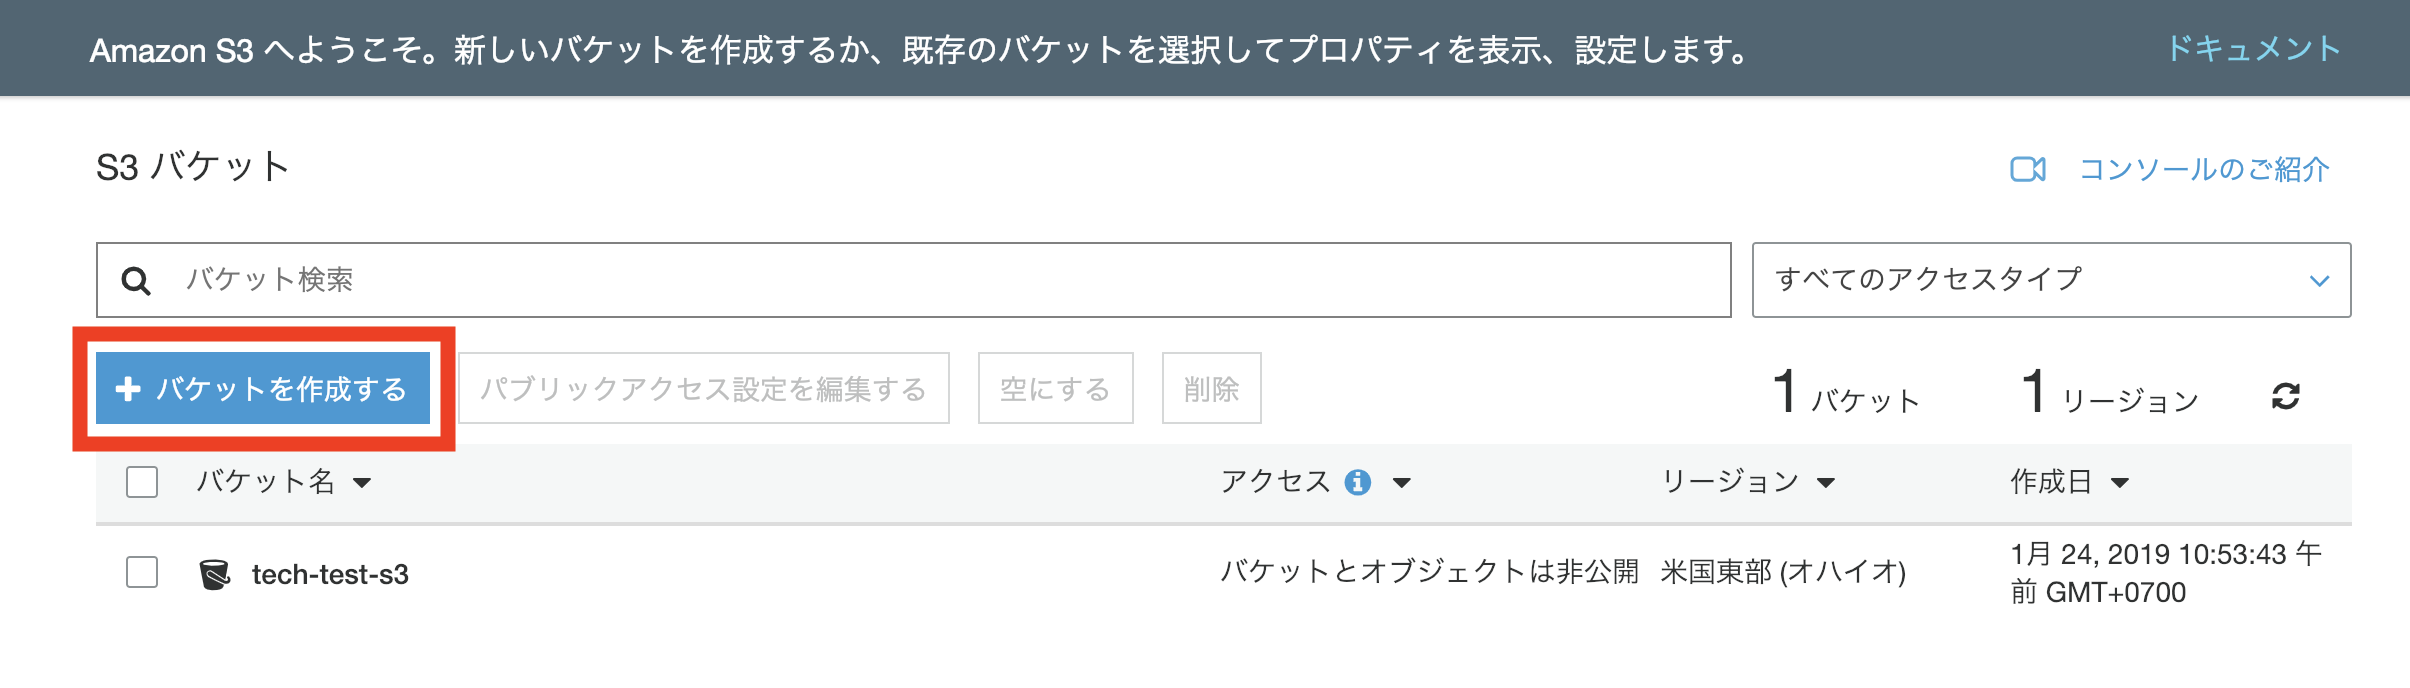 Amazon S3 へようこそ。新しいバケットを作成するか、既存のバケットを選択してプロパティを表示、設定します。 ドキュメント
S3 バケット コンソールのご紹介
バケット検索 すべてのアクセスタイプ
バケットを作成する パブリックアクセス設定を編集する 空にする 削除 1 バケット 1 リージョン
バケット名 アクセス リージョン 作成日
tech-test-s3 バケットとオブジェクトは非公開 米国東部 (オハイオ) 1月 24, 2019 10:53:43 午
前 GMT+0700